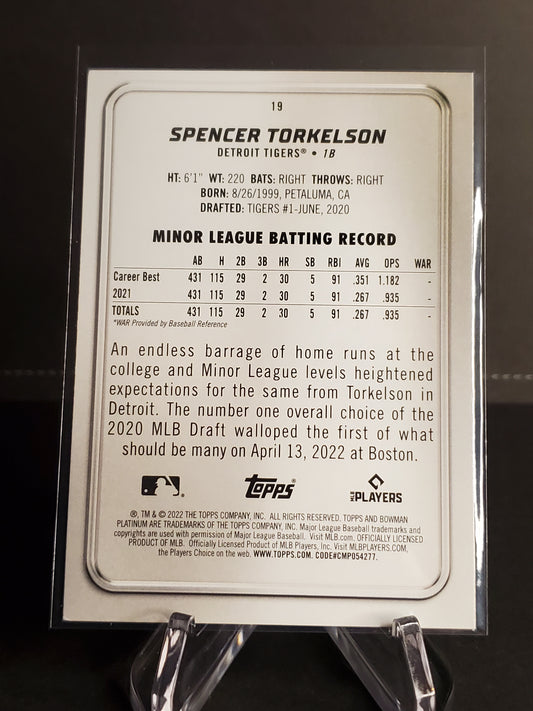 19
SPENCER TORKELSON
DETROIT TIGERS® • 1B
HT: 6'1" WT: 220 BATS: RIGHT THROWS: RIGHT
BORN: 8/26/1999, PETALUMA, CA
DRAFTED: TIGERS #1-JUNE, 2020
MINOR LEAGUE BATTING RECORD
AB H 2B 3B HR SB RBI AVG OPS WAR
Career Best 431 115 29 2 30 5 91 .351 1.182 -
2021 431 115 29 2 30 5 91 .267 .935 -
TOTALS 431 115 29 2 30 5 91 .267 .935 -
*WAR Provided by Baseball Reference
An endless barrage of home runs at the
college and Minor League levels heightened
expectations for the same from Torkelson in
Detroit. The number one overall choice of the
2020 MLB Draft walloped the first of what
should be many on April 13, 2022 at Boston.
Topps®
MLB PLAYERS
®, TM & © 2022 THE TOPPS COMPANY, INC. ALL RIGHTS RESERVED. TOPPS AND BOWMAN
PLATINUM ARE TRADEMARKS OF THE TOPPS COMPANY, INC. Major League Baseball trademarks and
copyrights are used with permission of Major League Baseball. Visit MLB.com. OFFICIALLY LICENSED
PRODUCT OF MLB. Officially Licensed Product of MLB Players, Inc. Visit MLBPLAYERS.COM,
the Players Choice on the web. WWW.TOPPS.COM. CODE#CMP054277.